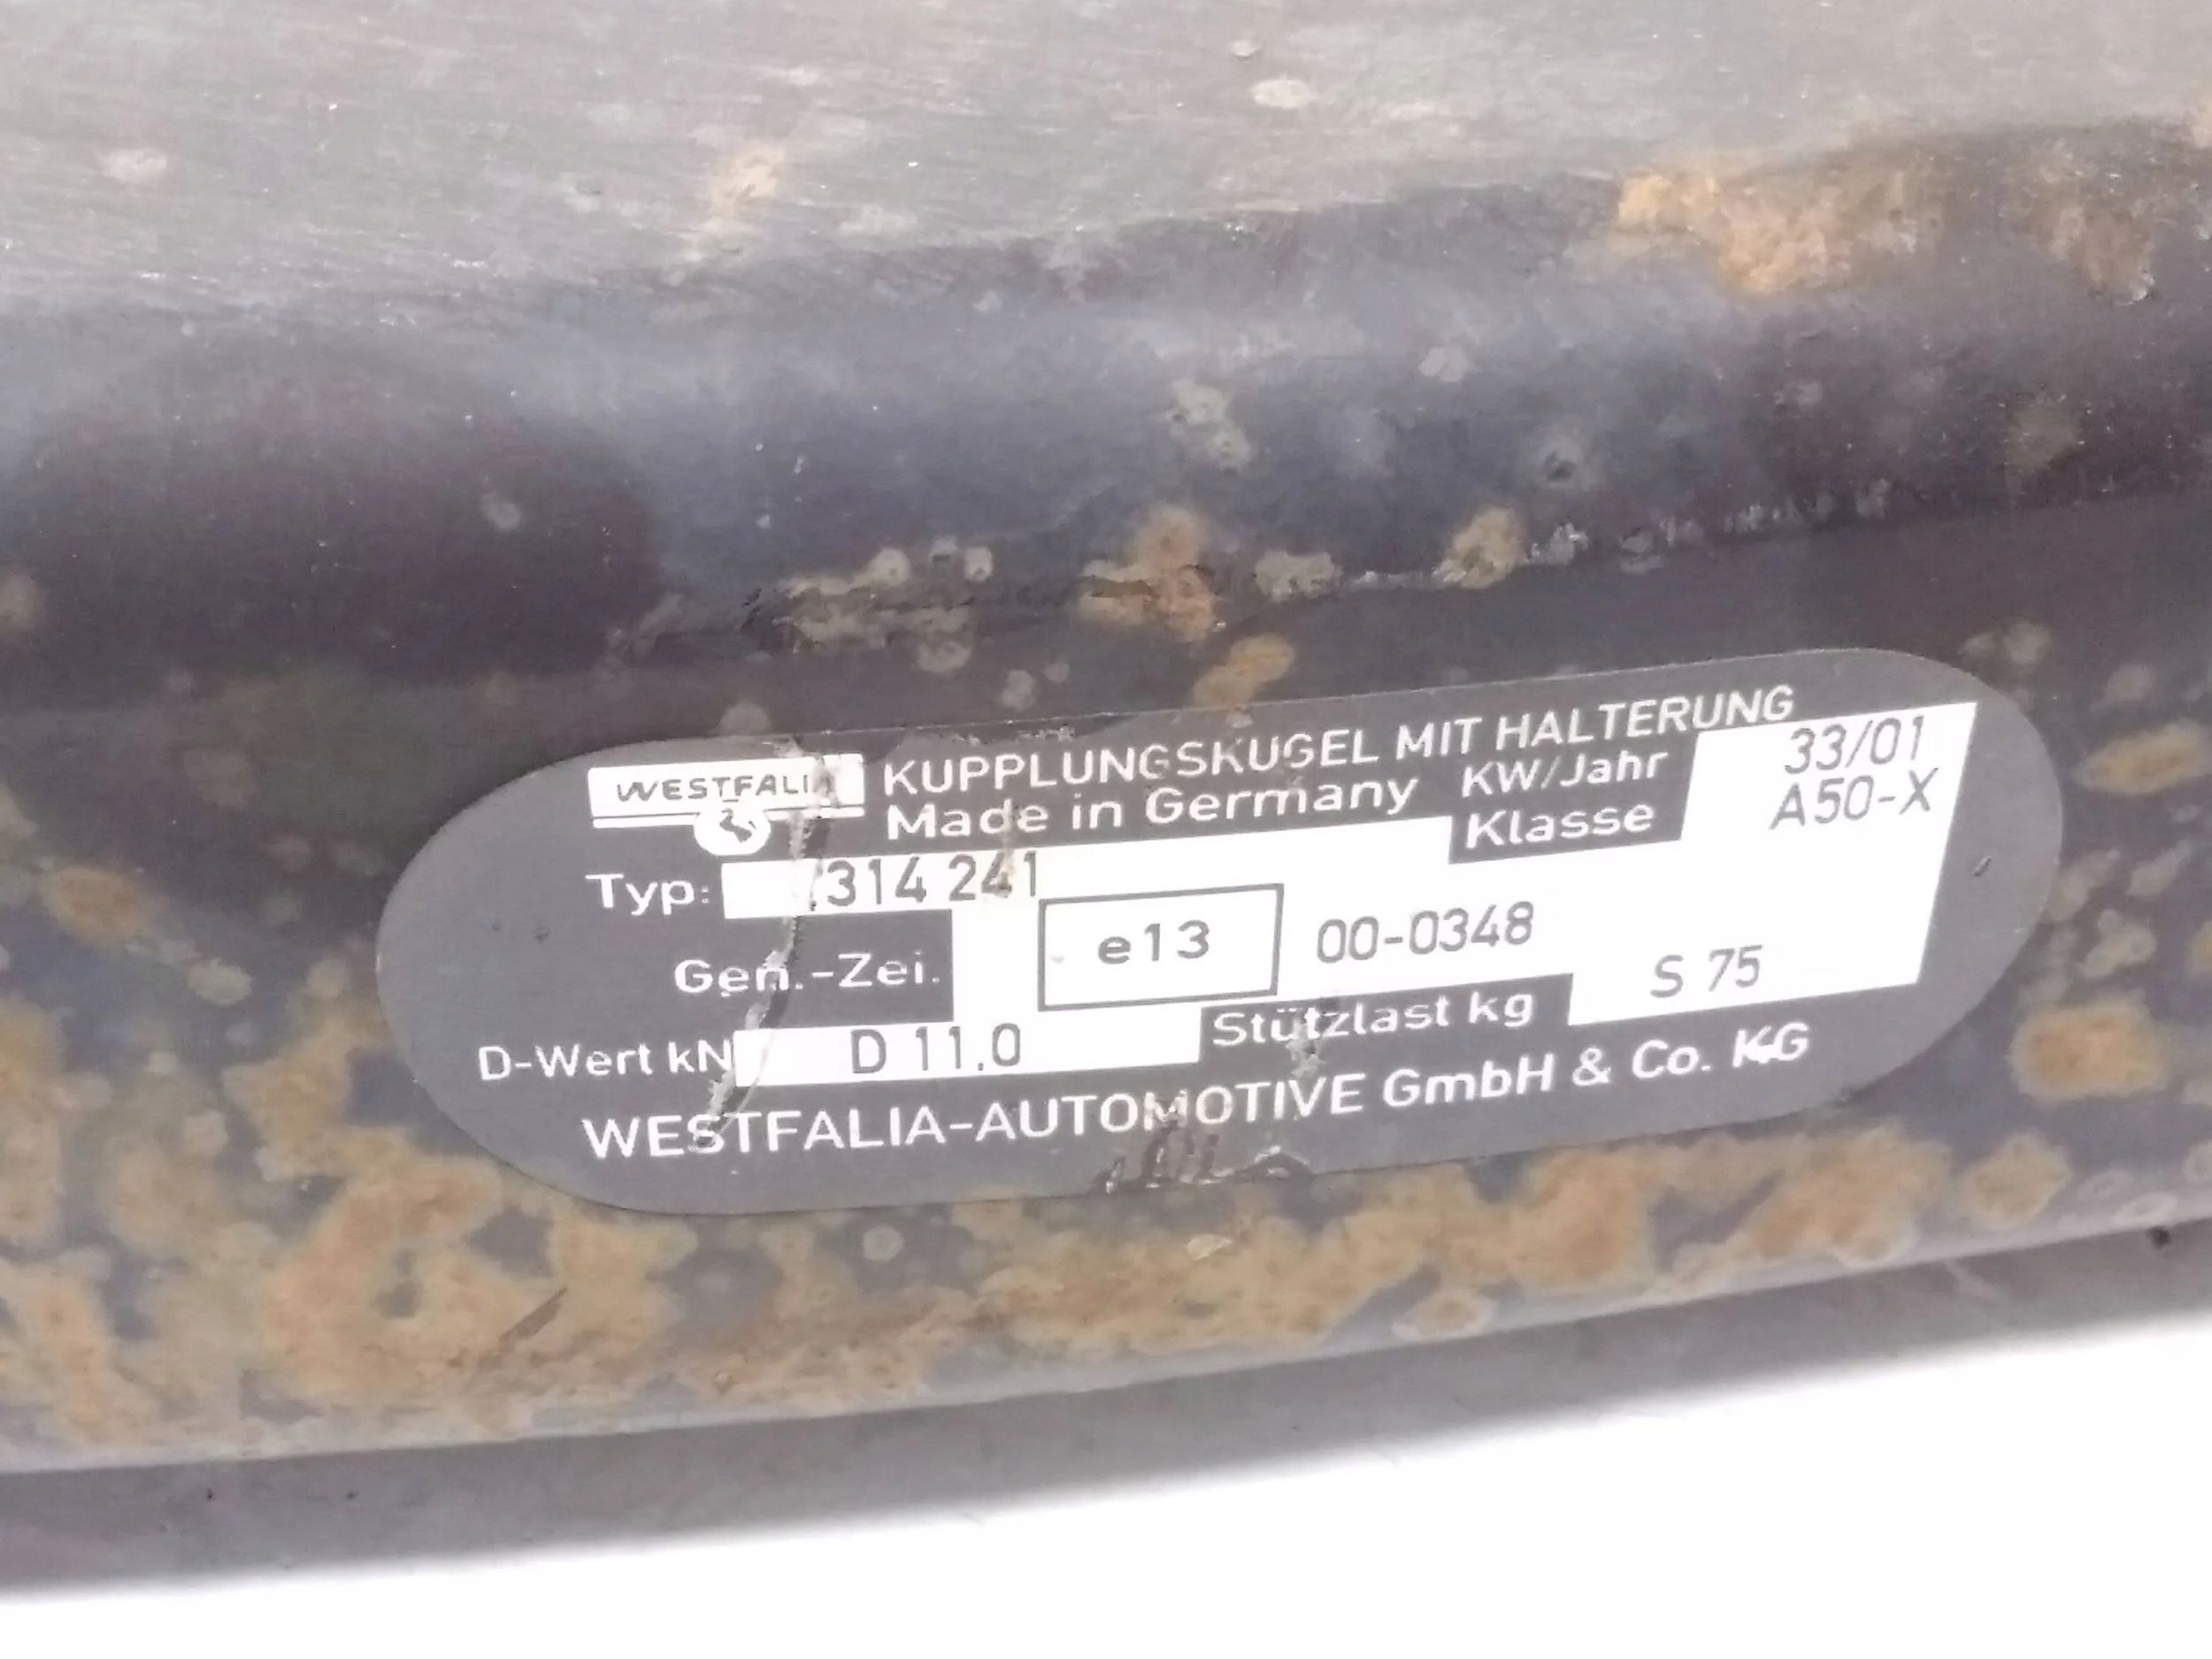 WESTFALIA KUPPLUNGSKUGEL MIT HALTERUNG
Made in Germany KW/Jahr 33/01
Klasse A50-X
Typ: 314 241
Gen.-Zei. e13 00-0348
D-Wert kN D 11,0 Stützlast kg S 75
WESTFALIA-AUTOMOTIVE GmbH & Co. KG